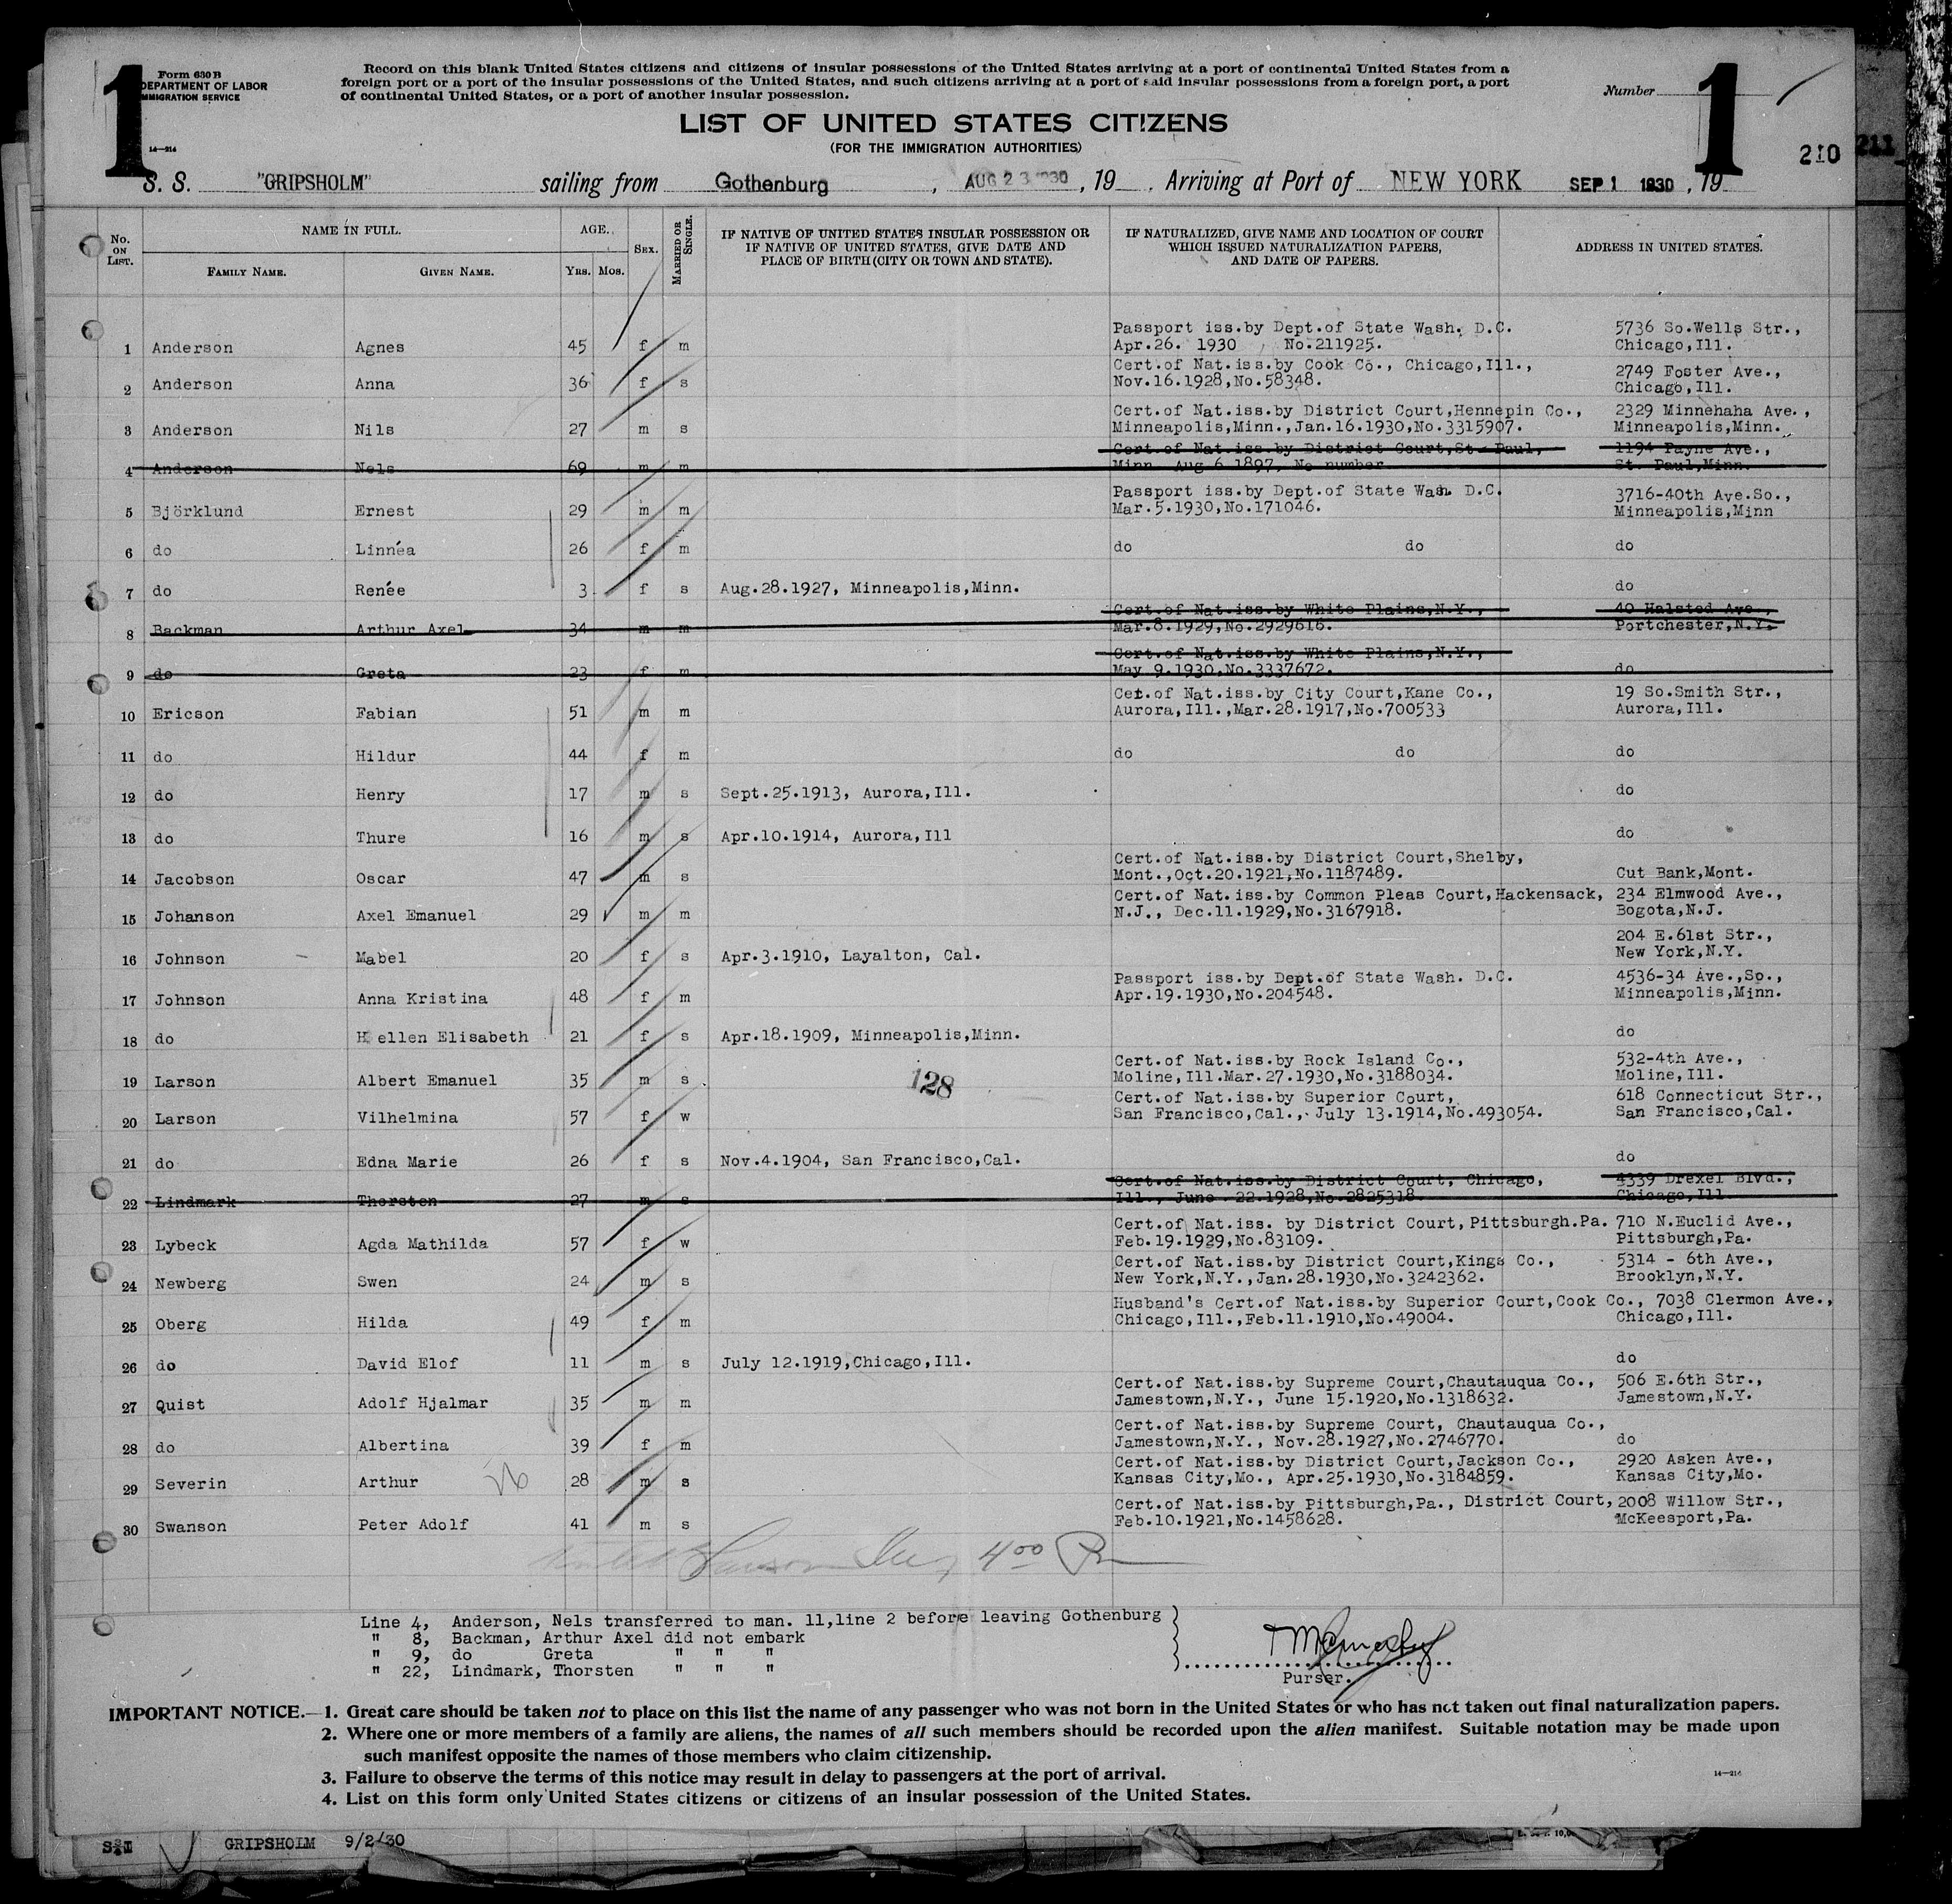 1
Form 630 B
DEPARTMENT OF LABOR
IMMIGRATION SERVICE
14—214
Record on this blank United States citizens and citizens of insular possessions of the United States arriving at a port of continental United States from a
foreign port or a port of the insular possessions of the United States, and such citizens arriving at a port of said insular possessions from a foreign port, a port
of continental United States, or a port of another insular possession.
Number
1
210
211
LIST OF UNITED STATES CITIZENS
(FOR THE IMMIGRATION AUTHORITIES)
S. S. "GRIPSHOLM" sailing from Gothenburg, AUG 23 1930, 19 . Arriving at Port of NEW YORK SEP 1 1930, 19
No. ON LIST.
NAME IN FULL.
FAMILY NAME.
GIVEN NAME.
AGE.
YRS. MOS.
SEX.
MARRIED OR SINGLE.
IF NATIVE OF UNITED STATES INSULAR POSSESSION OR
IF NATIVE OF UNITED STATES, GIVE DATE AND
PLACE OF BIRTH (CITY OR TOWN AND STATE).
IF NATURALIZED, GIVE NAME AND LOCATION OF COURT
WHICH ISSUED NATURALIZATION PAPERS,
AND DATE OF PAPERS.
ADDRESS IN UNITED STATES.
Passport iss.by Dept.of State Wash. D.C. 5736 So.Wells Str.,
1 Anderson Agnes 45 f m Apr.26. 1930 No.211925. Chicago,Ill.
Cert.of Nat.iss.by Cook Co., Chicago,Ill., 2749 Foster Ave.,
2 Anderson Anna 36 f s Nov.16.1928,No.58348. Chicago,Ill.
Cert.of Nat.iss.by District Court,Hennepin Co., 2329 Minnehaha Ave.,
3 Anderson Nils 27 m s Minneapolis,Minn.,Jan.16.1930,No.3315907. Minneapolis,Minn.
Cert.of Nat.iss.by District Court,St. Paul, 1194 Payne Ave.,
4 Anderson Nels 69 m m Minn. Aug.6.1897, No number St. Paul,Minn.
Passport iss.by Dept.of State Wash. D.C. 3716-40th Ave.So.,
5 Björklund Ernest 29 m m Mar.5.1930,No.171046. Minneapolis,Minn
6 do Linnéa 26 f m do do do
7 do Renée 3 f s Aug.28.1927, Minneapolis,Minn. do
Cert.of Nat.iss.by White Plains,N.Y., 40 Halsted Ave.,
8 Backman Arthur Axel 34 m m Mar.8.1929,No.2929616. Portchester,N.Y.
Cert.of Nat.iss.by White Plains,N.Y.,
9 do Greta 23 f m May 9.1930,No.3337672. do
Cet.of Nat.iss.by City Court,Kane Co., 19 So.Smith Str.,
10 Ericson Fabian 51 m m Aurora,Ill.,Mar.28.1917,No.700533 Aurora,Ill.
11 do Hildur 44 f m do do do
12 do Henry 17 m s Sept.25.1913, Aurora,Ill. do
13 do Thure 16 m s Apr.10.1914, Aurora,Ill do
Cert.of Nat.iss.by District Court,Shelby,
14 Jacobson Oscar 47 m s Mont.,Oct.20.1921,No.1187489. Cut Bank,Mont.
Cert.of Nat.iss.by Common Pleas Court,Hackensack, 234 Elmwood Ave.,
15 Johanson Axel Emanuel 29 m m N.J., Dec.11.1929,No.3167918. Bogota,N.J.
204 E.61st Str.,
16 Johnson Mabel 20 f s Apr.3.1910, Layalton, Cal. New York,N.Y.
Passport iss.by Dept.of State Wash. D.C. 4536-34 Ave.,So.,
17 Johnson Anna Kristina 48 f m Apr.19.1930,No.204548. Minneapolis,Minn.
18 do Hellen Elisabeth 21 f s Apr.18.1909, Minneapolis,Minn. do
Cert.of Nat.iss.by Rock Island Co., 532-4th Ave.,
19 Larson Albert Emanuel 35 m s 128 Moline,Ill.Mar.27.1930,No.3188034. Moline,Ill.
Cert.of Nat.iss.by Superior Court, 618 Connecticut Str.,
20 Larson Vilhelmina 57 f w San Francisco,Cal., July 13.1914,No.493054. San Francisco,Cal.
21 do Edna Marie 26 f s Nov.4.1904, San Francisco,Cal. do
Cert.of Nat.iss.by District Court, Chicago, 4339 Drexel Blvd.,
22 Lindmark Thorsten 27 m s Ill., June 22.1928,No.2825318. Chicago,Ill
Cert.of Nat.iss. by District Court,Pittsburgh.Pa. 710 N.Euclid Ave.,
23 Lybeck Agda Mathilda 57 f w Feb.19.1929,No.83109. Pittsburgh,Pa.
Cert.of Nat.iss.by District Court,Kings Co., 5314 - 6th Ave.,
24 Newberg Swen 24 m s New York,N.Y.,Jan.28.1930,No.3242362. Brooklyn,N.Y.
Husband's Cert.of Nat.iss.by Superior Court,Cook Co., 7038 Clermon Ave.,
25 Oberg Hilda 49 f m Chicago,Ill.,Feb.11.1910,No.49004. Chicago,Ill.
26 do David Elof 11 m s July 12.1919,Chicago,Ill. do
Cert.of Nat.iss.by Supreme Court,Chautauqua Co., 506 E.6th Str.,
27 Quist Adolf Hjalmar 35 m m Jamestown,N.Y., June 15.1920,No.1318632. Jamestown,N.Y.
Cert.of Nat.iss.by Supreme Court, Chautauqua Co.,
28 do Albertina 39 f m Jamestown,N.Y., Nov.28.1927,No.2746770. do
Cert.of Nat.iss.by District Court,Jackson Co., 2920 Asken Ave.,
29 Severin Arthur 28 m s Kansas City,Mo., Apr.25.1930,No.3184859. Kansas City,Mo.
Cert.of Nat.iss.by Pittsburgh,Pa., District Court, 2008 Willow Str.,
30 Swanson Peter Adolf 41 m s Feb.10.1921,No.1458628. McKeesport,Pa.
4 00 Pm
Line 4, Anderson, Nels transferred to man. 11,line 2 before leaving Gothenburg
" 8, Backman, Arthur Axel did not embark
" 9, do Greta " " "
" 22, Lindmark, Thorsten " " "
Purser.
IMPORTANT NOTICE.—1. Great care should be taken not to place on this list the name of any passenger who was not born in the United States or who has not taken out final naturalization papers.
2. Where one or more members of a family are aliens, the names of all such members should be recorded upon the alien manifest. Suitable notation may be made upon
such manifest opposite the names of those members who claim citizenship.
3. Failure to observe the terms of this notice may result in delay to passengers at the port of arrival.
14—214
4. List on this form only United States citizens or citizens of an insular possession of the United States.
GRIPSHOLM 9/2/30